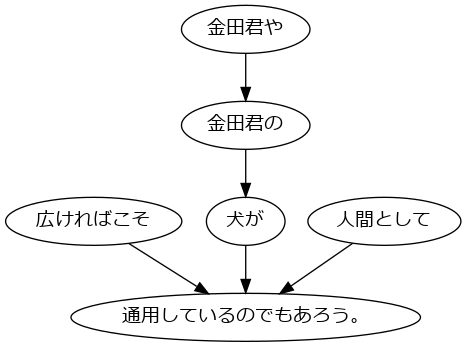 金田君や
金田君の
広ければこそ
犬が
人間として
通用しているのでもあろう。